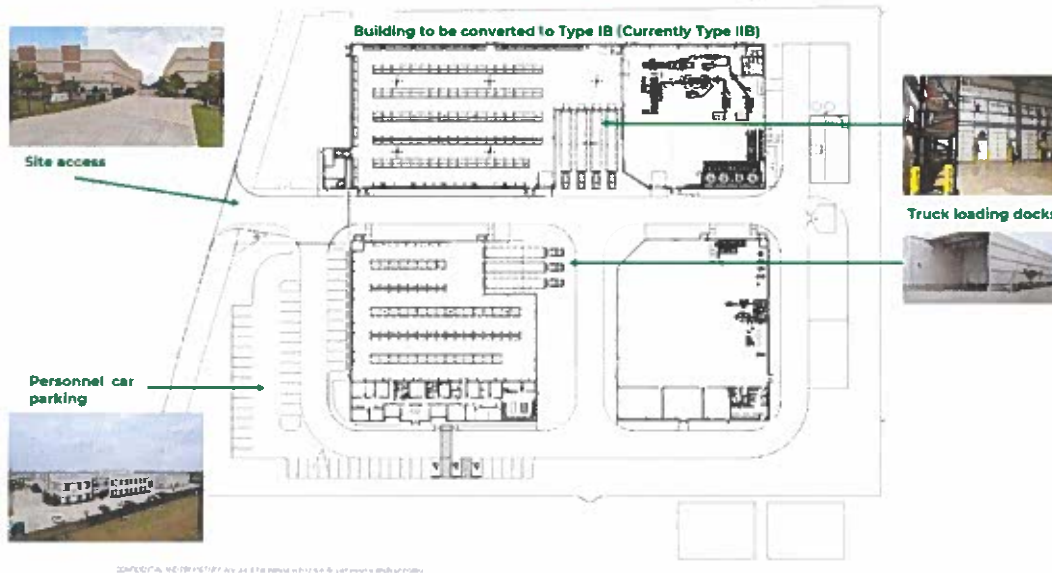 Building to be converted to Type IB (Currently Type IIB)
Site access
Truck loading docks
Personnel car
parking